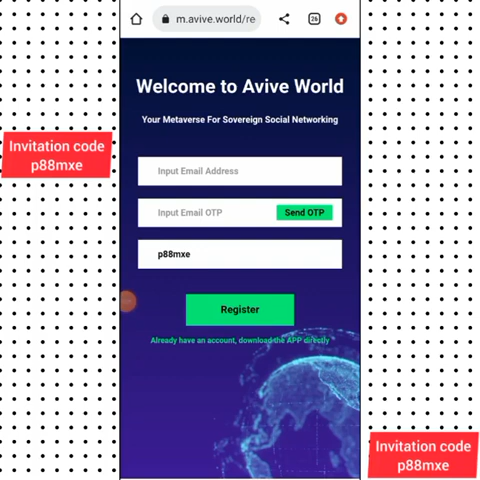 m.avive.world/re
26
Welcome to Avive World
Your Metaverse For Sovereign Social Networking
Invitation code
p88mxe
Input Email Address
Input Email OTP
Send OTP
p88mxe
Register
Already have an account, download the APP directly
Invitation code
p88mxe